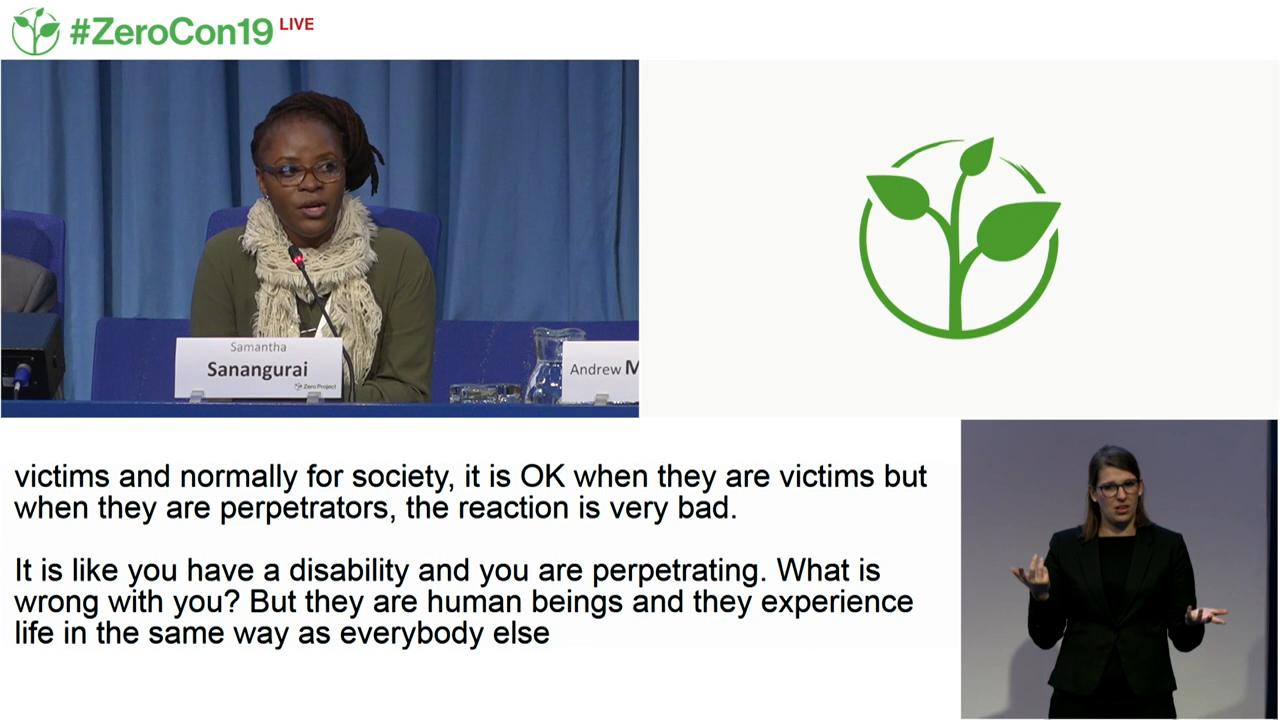 #ZeroCon19 LIVE
Samantha
Sanangurai
Zero Project
Andrew M
victims and normally for society, it is OK when they are victims but
when they are perpetrators, the reaction is very bad.
It is like you have a disability and you are perpetrating. What is
wrong with you? But they are human beings and they experience
life in the same way as everybody else